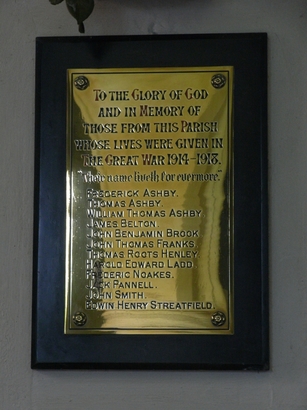 TO THE GLORY OF GOD
AND IN MEMORY OF
THOSE FROM THIS PARISH
WHOSE LIVES WERE GIVEN IN
THE GREAT WAR 1914-1918.
"Their name liveth for evermore."
FREDERICK ASHBY.
THOMAS ASHBY.
WILLIAM THOMAS ASHBY
JAMES BELTON.
JOHN BENJAMIN BROOK
JOHN THOMAS FRANKS.
THOMAS ROOTS HENLEY
HAROLD EDWARD LADD
FREDERIC NOAKES.
JACK PANNELL.
JOHN SMITH.
EDWIN HENRY STREATFIELD.